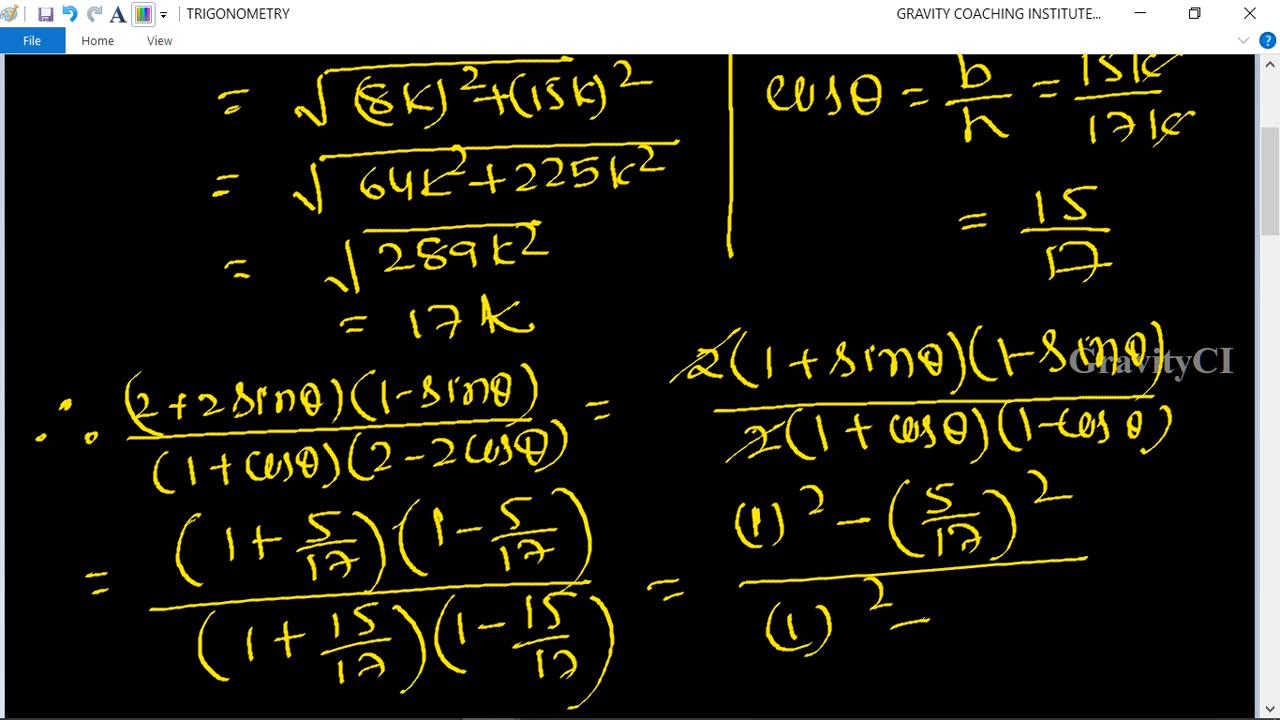 TRIGONOMETRY
GRAVITY COACHING INSTITUTE...
File Home View
= √(8k)²+(15k)²
= √64k²+225k²
= √289k²
= 17k
cosθ = b/h = 15k/17k
= 15/17
∴ (2+2sinθ)(1-sinθ)/(1+cosθ)(2-2cosθ) = 2(1+sinθ)(1-sinθ)/2(1+cosθ)(1-cosθ)
= (1+5/17)(1-5/17)/(1+15/17)(1-15/17) = (1)²-(5/17)²/(1)²-
GravityCI